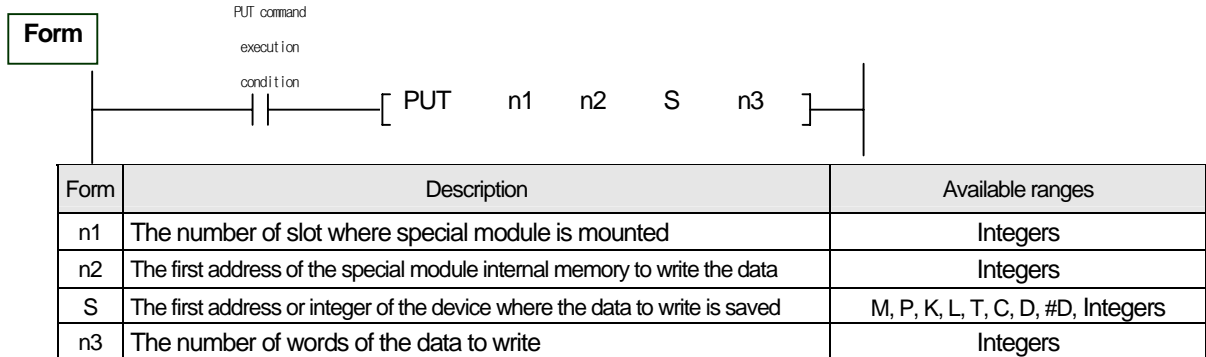 Form
PUT command
execution
condition
PUT n1 n2 S n3
Form Description Available ranges
n1 The number of slot where special module is mounted Integers
n2 The first address of the special module internal memory to write the data Integers
S The first address or integer of the device where the data to write is saved M, P, K, L, T, C, D, #D, Integers
n3 The number of words of the data to write Integers